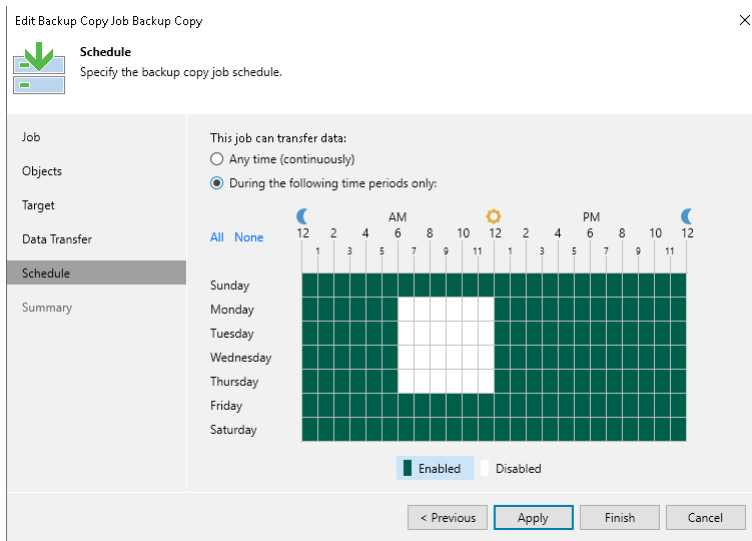 Edit Backup Copy Job Backup Copy
Schedule
Specify the backup copy job schedule.
Job
Objects
Target
Data Transfer
Schedule
Summary
This job can transfer data:
Any time (continuously)
During the following time periods only:
AM PM
All None
12 2 4 6 8 10 12 2 4 6 8 10 12
1 3 5 7 9 11 1 3 5 7 9 11
Sunday
Monday
Tuesday
Wednesday
Thursday
Friday
Saturday
Enabled Disabled
< Previous Apply Finish Cancel